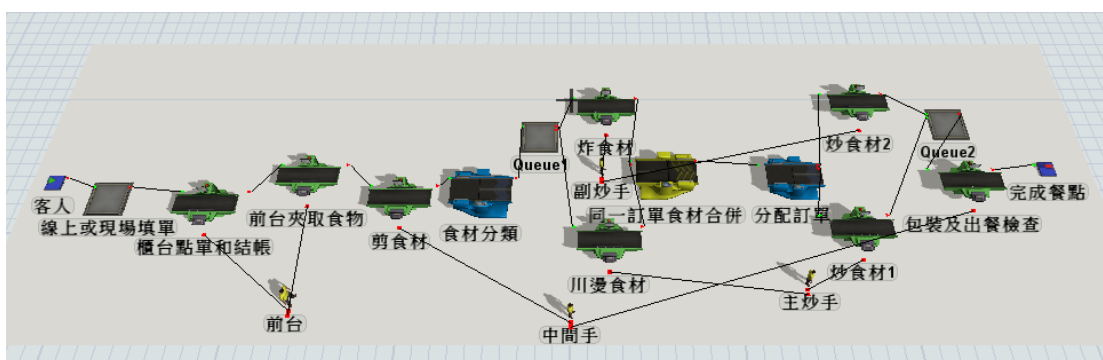 客人
線上或現場填單
櫃台點單和結帳
前台夾取食物
前台
剪食材
食材分類
Queue1
炸食材
副炒手
川燙食材
中間手
同一訂單食材合併
分配訂單
主炒手
炒食材2
炒食材1
Queue2
包裝及出餐檢查
完成餐點